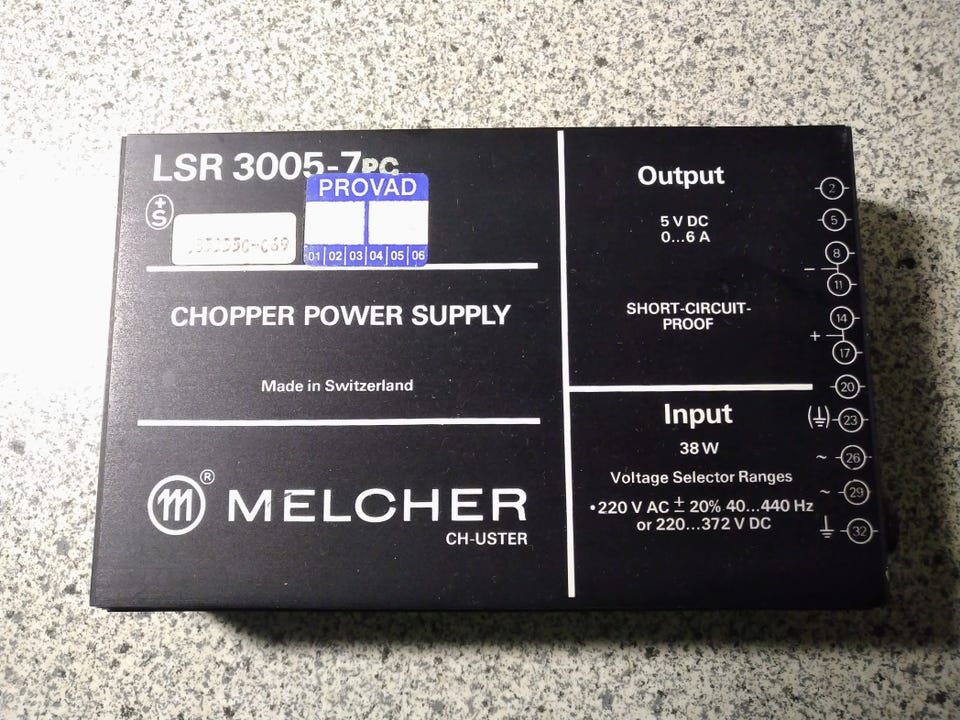 LSR 3005-7PC
+
S
PROVAD
01 02 03 04 05 06
CHOPPER POWER SUPPLY
Made in Switzerland
m ® MELCHER
CH-USTER
Output
5 V DC
0...6 A
SHORT-CIRCUIT-
PROOF
Input
38 W
Voltage Selector Ranges
•220 V AC ± 20% 40...440 Hz
or 220...372 V DC
2
5
8
−
11
14
+
17
20
(⏚) 23
~ 26
~ 29
⏚ 32